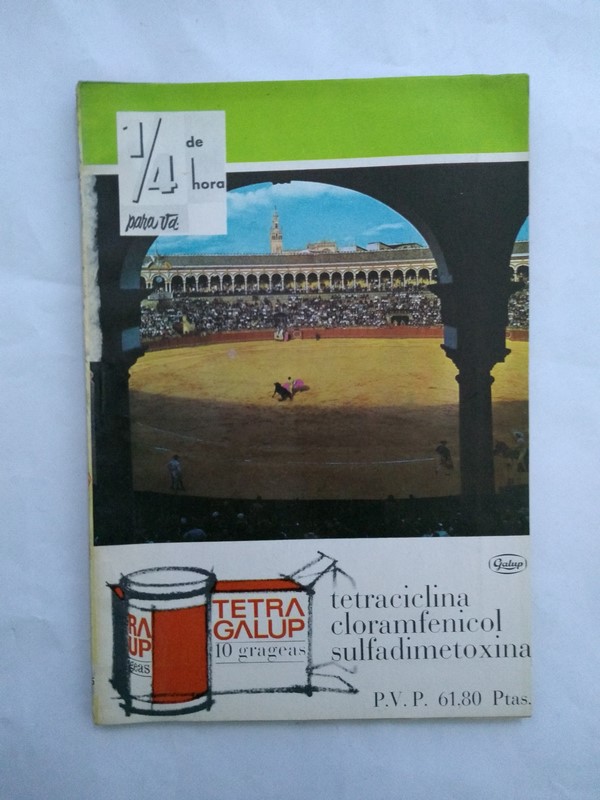 1/4 de
hora
para vd.
Galup
TETRA
GALUP
10 grageas
RA
UP
geas
tetraciclina
cloramfenicol
sulfadimetoxina
P.V.P. 61,80 Ptas.